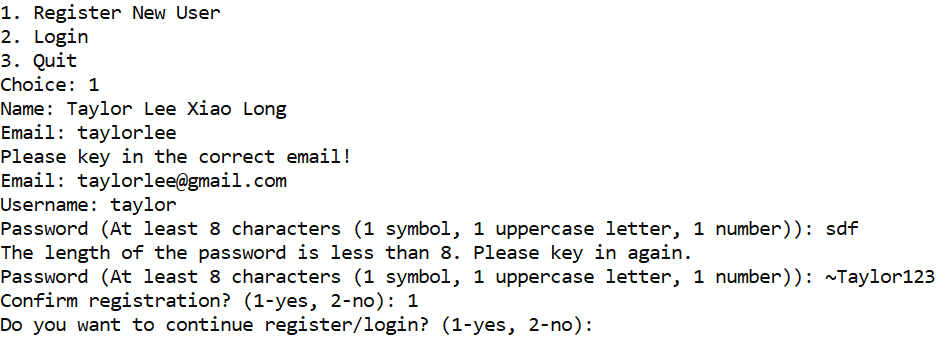 1. Register New User
2. Login
3. Quit
Choice: 1
Name: Taylor Lee Xiao Long
Email: taylorlee
Please key in the correct email!
Email: taylorlee@gmail.com
Username: taylor
Password (At least 8 characters (1 symbol, 1 uppercase letter, 1 number)): sdf
The length of the password is less than 8. Please key in again.
Password (At least 8 characters (1 symbol, 1 uppercase letter, 1 number)): ~Taylor123
Confirm registration? (1-yes, 2-no): 1
Do you want to continue register/login? (1-yes, 2-no):